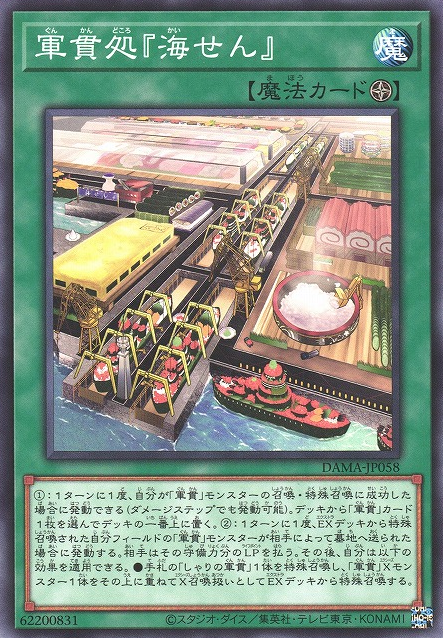 軍貫処『海せん』
魔
【魔法カード】
DAMA-JP058
①:1ターンに1度、自分が「軍貫」モンスターの召喚・特殊召喚に成功した
場合に発動できる(ダメージステップでも発動可能)。デッキから「軍貫」カード
1枚を選んでデッキの一番上に置く。②:1ターンに1度、EXデッキから特殊
召喚された自分フィールドの「軍貫」モンスターが相手によって墓地へ送られた
場合に発動する。相手はその守備力分のLPを払う。その後、自分は以下の
効果を適用できる。●手札の「しゃりの軍貫」1体を特殊召喚し、「軍貫」Xモン
スター1体をその上に重ねてX召喚扱いとしてEXデッキから特殊召喚する。
62200831
©スタジオ・ダイス/集英社・テレビ東京・KONAMI